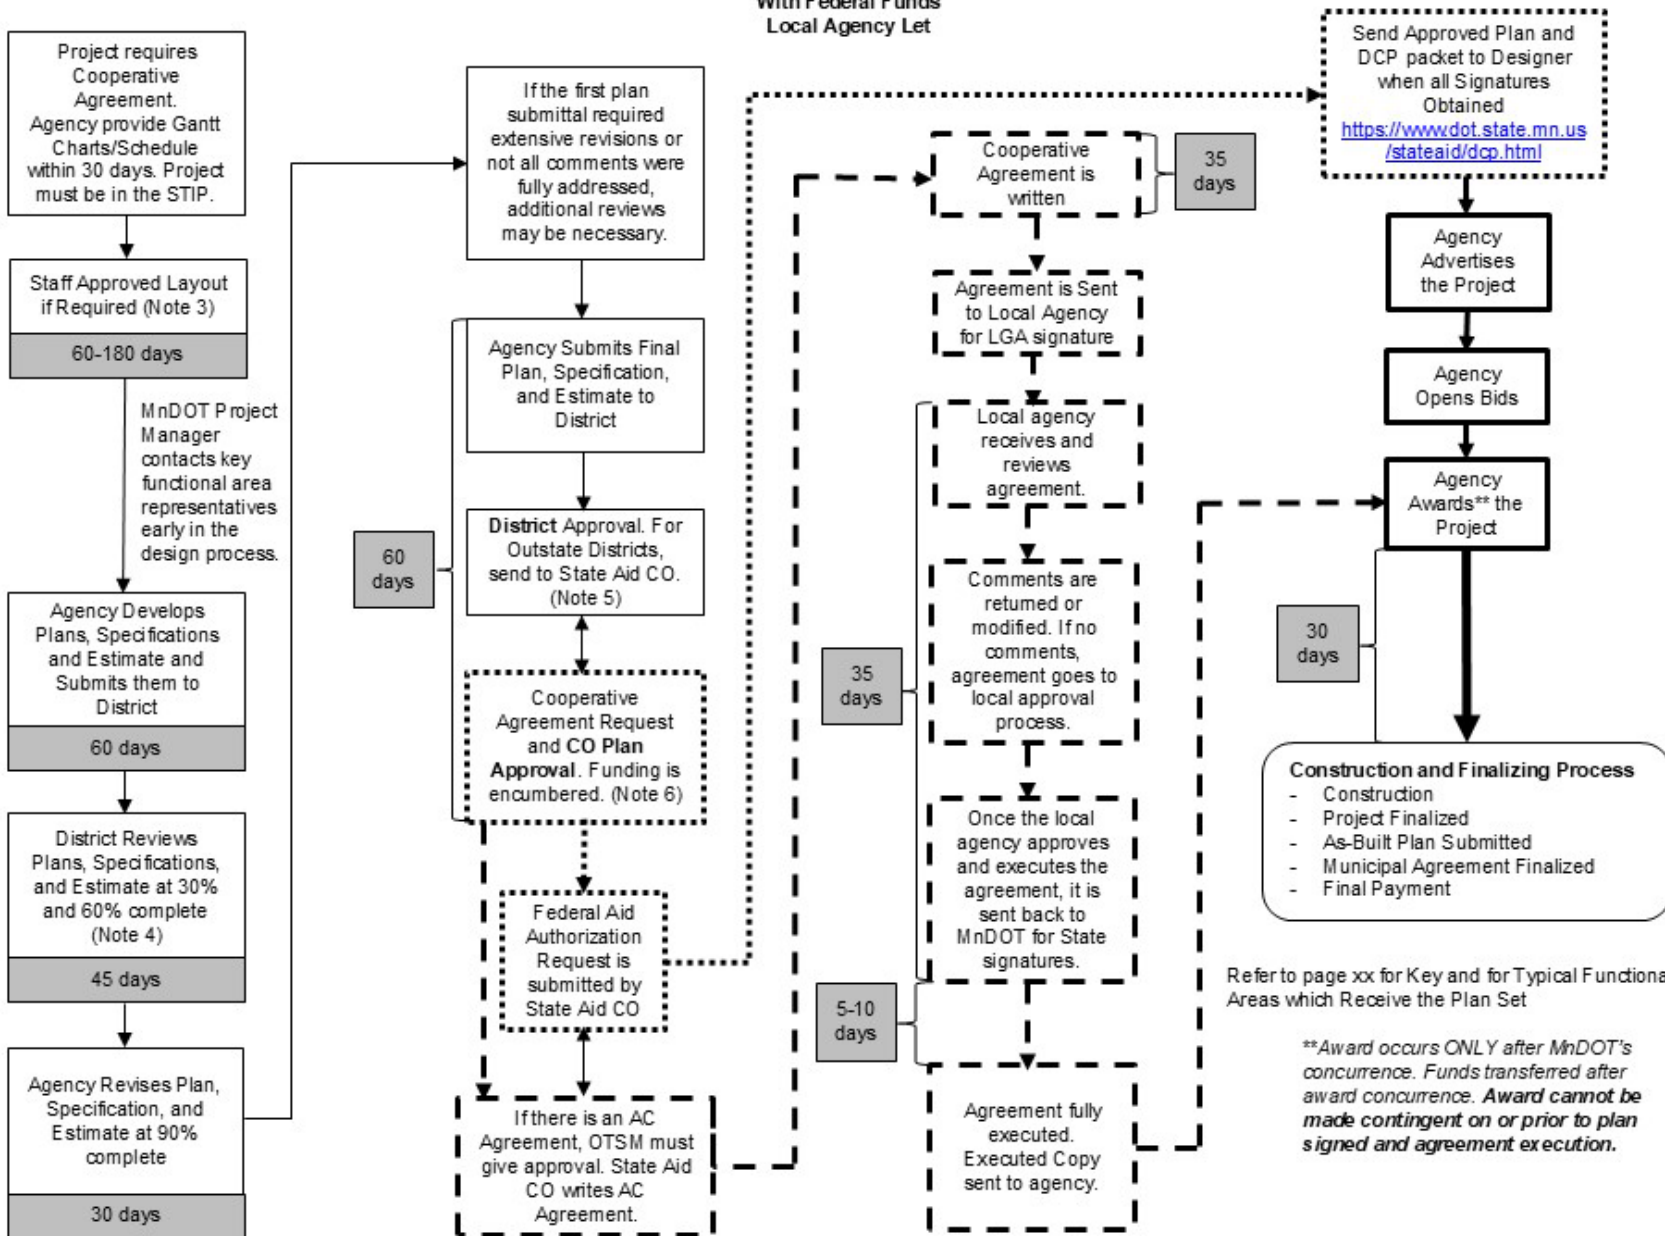 With Federal Funds
Local Agency Let
Project requires
Cooperative
Agreement.
Agency provide Gantt
Charts/Schedule
within 30 days. Project
must be in the STIP.
Staff Approved Layout
if Required (Note 3)
60-180 days
MnDOT Project
Manager
contacts key
functional area
representatives
early in the
design process.
Agency Develops
Plans, Specifications
and Estimate and
Submits them to
District
60 days
District Reviews
Plans, Specifications,
and Estimate at 30%
and 60% complete
(Note 4)
45 days
Agency Revises Plan,
Specification, and
Estimate at 90%
complete
30 days
If the first plan
submittal required
extensive revisions or
not all comments were
fully addressed,
additional reviews
may be necessary.
Agency Submits Final
Plan, Specification,
and Estimate to
District
60
days
District Approval. For
Outstate Districts,
send to State Aid CO.
(Note 5)
Cooperative
Agreement Request
and CO Plan
Approval. Funding is
encumbered. (Note 6)
Federal Aid
Authorization
Request is
submitted by
State Aid CO
If there is an AC
Agreement, OTSM must
give approval. State Aid
CO writes AC
Agreement.
Cooperative
Agreement is
written
35
days
Agreement is Sent
to Local Agency
for LGA signature
Local agency
receives and
reviews
agreement.
35
days
Comments are
returned or
modified. If no
comments,
agreement goes to
local approval
process.
Once the local
agency approves
and executes the
agreement, it is
sent back to
MnDOT for State
signatures.
5-10
days
Agreement fully
executed.
Executed Copy
sent to agency.
Send Approved Plan and
DCP packet to Designer
when all Signatures
Obtained
https://www.dot.state.mn.us
/stateaid/dcp.html
Agency
Advertises
the Project
Agency
Opens Bids
Agency
Awards** the
Project
30
days
Construction and Finalizing Process
- Construction
- Project Finalized
- As-Built Plan Submitted
- Municipal Agreement Finalized
- Final Payment
Refer to page xx for Key and for Typical Functiona
Areas which Receive the Plan Set
**Award occurs ONLY after MnDOT's
concurrence. Funds transferred after
award concurrence. Award cannot be
made contingent on or prior to plan
signed and agreement execution.